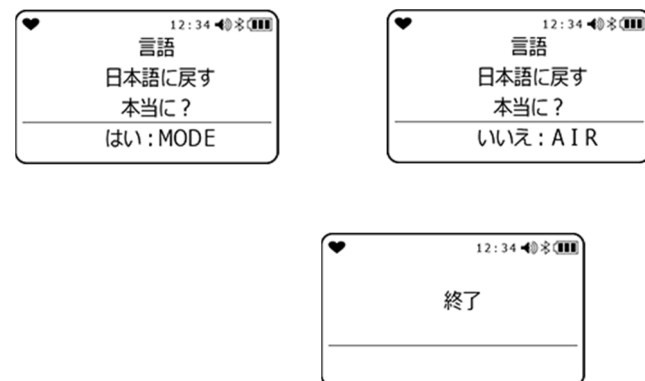 12:34
言語
日本語に戻す
本当に？
はい：MODE
12:34
言語
日本語に戻す
本当に？
いいえ：AIR
12:34
終了